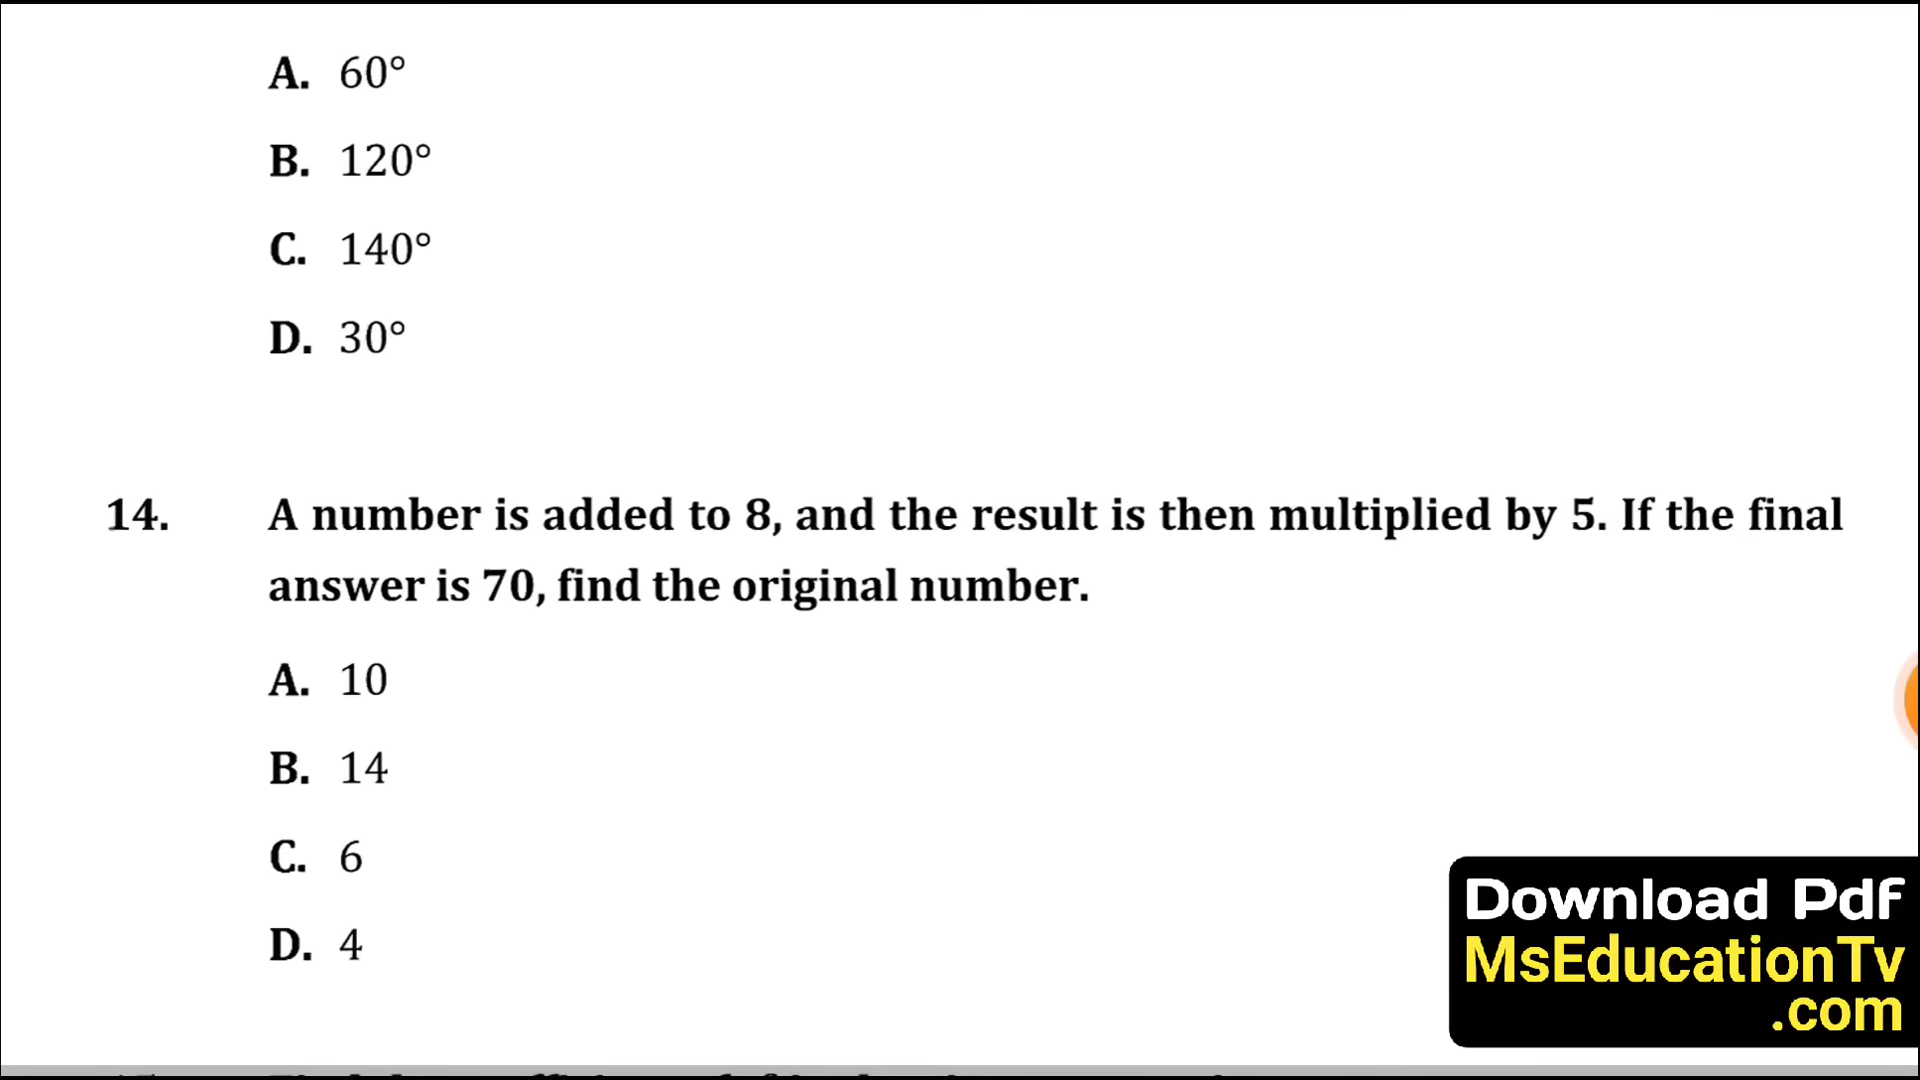 A. 60°
B. 120°
C. 140°
D. 30°
14. A number is added to 8, and the result is then multiplied by 5. If the final
answer is 70, find the original number.
A. 10
B. 14
C. 6
D. 4
Download Pdf
MsEducationTv
.com